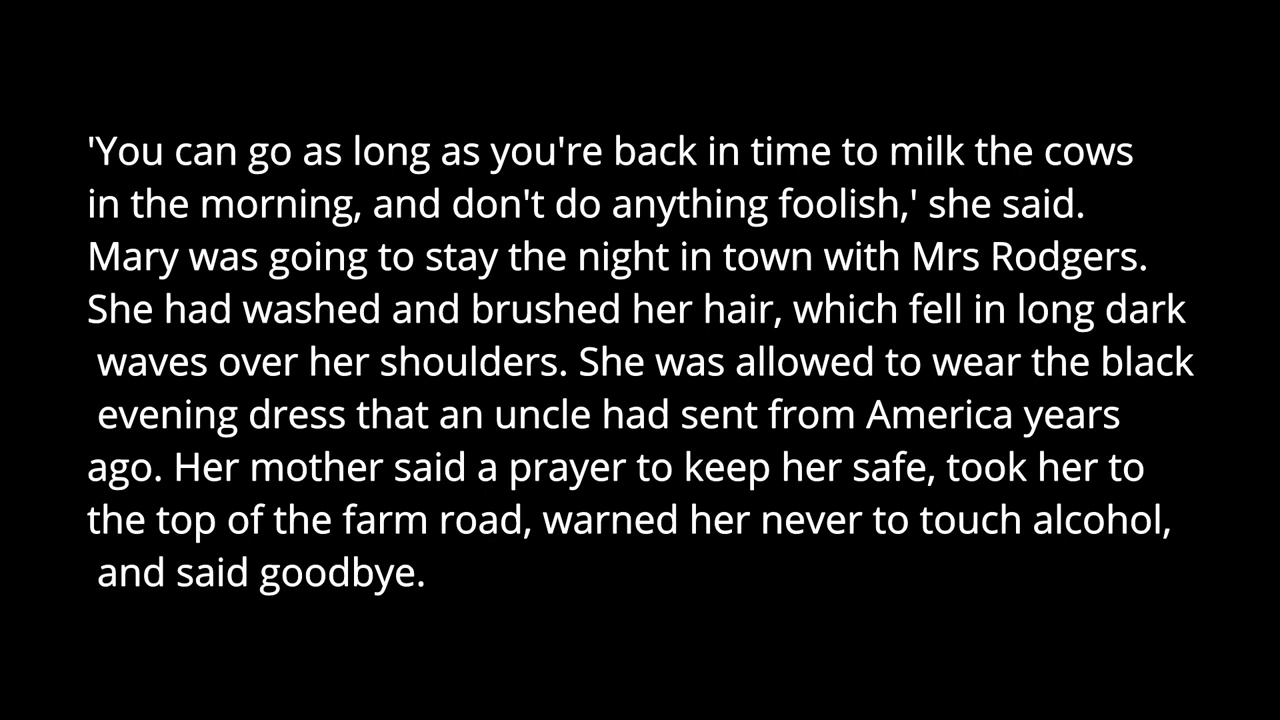 'You can go as long as you're back in time to milk the cows
in the morning, and don't do anything foolish,' she said.
Mary was going to stay the night in town with Mrs Rodgers.
She had washed and brushed her hair, which fell in long dark
waves over her shoulders. She was allowed to wear the black
evening dress that an uncle had sent from America years
ago. Her mother said a prayer to keep her safe, took her to
the top of the farm road, warned her never to touch alcohol,
and said goodbye.